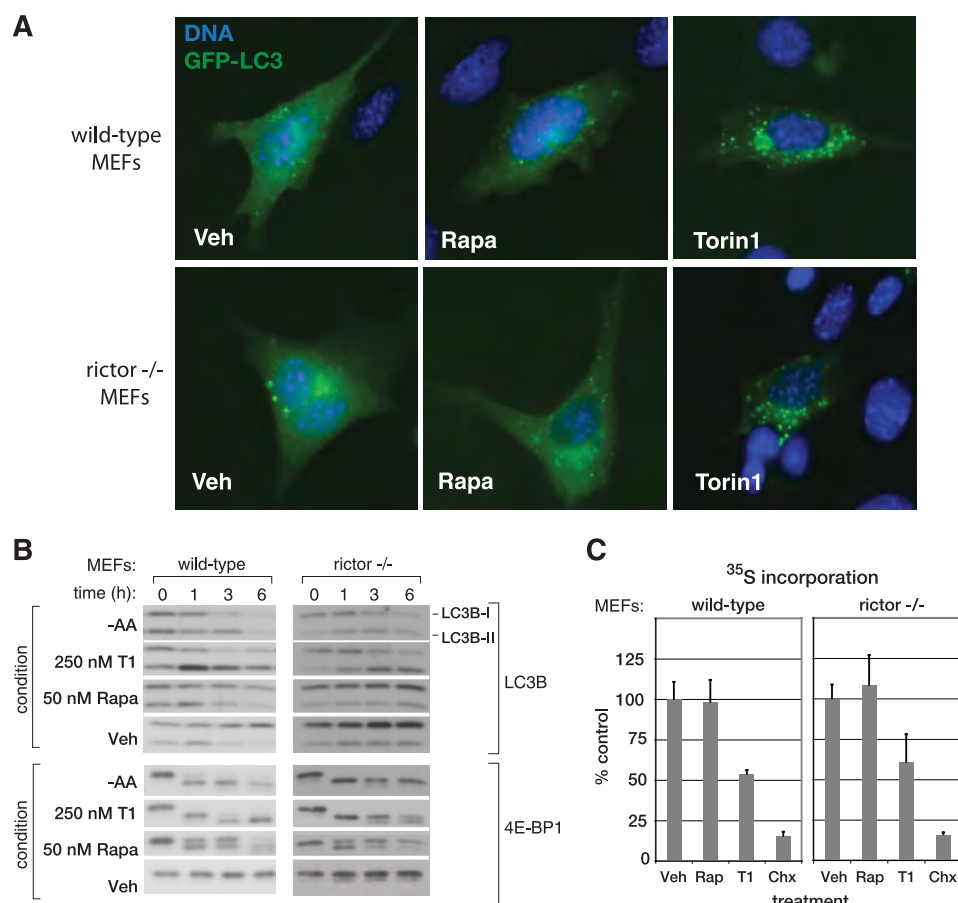 A
DNA
GFP-LC3
wild-type
MEFs
Veh
Rapa
Torin1
rictor -/-
MEFs
Veh
Rapa
Torin1
B
MEFs: wild-type rictor -/-
time (h): 0 1 3 6 0 1 3 6
condition
-AA
LC3B-I
LC3B-II
250 nM T1
50 nM Rapa
Veh
LC3B
condition
-AA
250 nM T1
50 nM Rapa
Veh
4E-BP1
C
35S incorporation
MEFs: wild-type rictor -/-
% control
125
100
75
50
25
0
Veh Rap T1 Chx Veh Rap T1 Chx
treatment